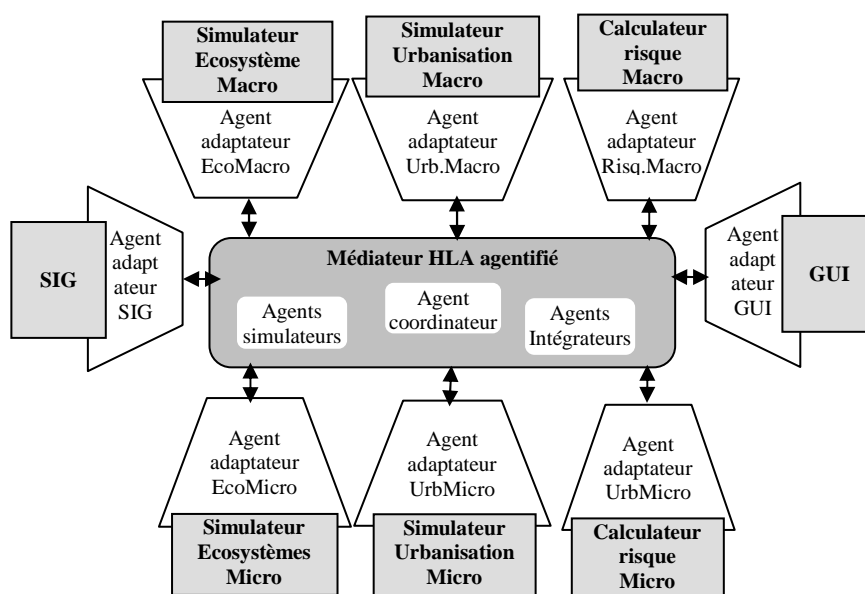 Simulateur
Ecosystème
Macro
Simulateur
Urbanisation
Macro
Calculateur
risque
Macro
Agent
adaptateur
EcoMacro
Agent
adaptateur
Urb.Macro
Agent
adaptateur
Risq.Macro
SIG
Agent
adapt
ateur
SIG
Médiateur HLA agentifié
Agents
simulateurs
Agent
coordinateur
Agents
Intégrateurs
Agent
adapt
ateur
GUI
GUI
Agent
adaptateur
EcoMicro
Agent
adaptateur
UrbMicro
Agent
adaptateur
UrbMicro
Simulateur
Ecosystèmes
Micro
Simulateur
Urbanisation
Micro
Calculateur
risque
Micro